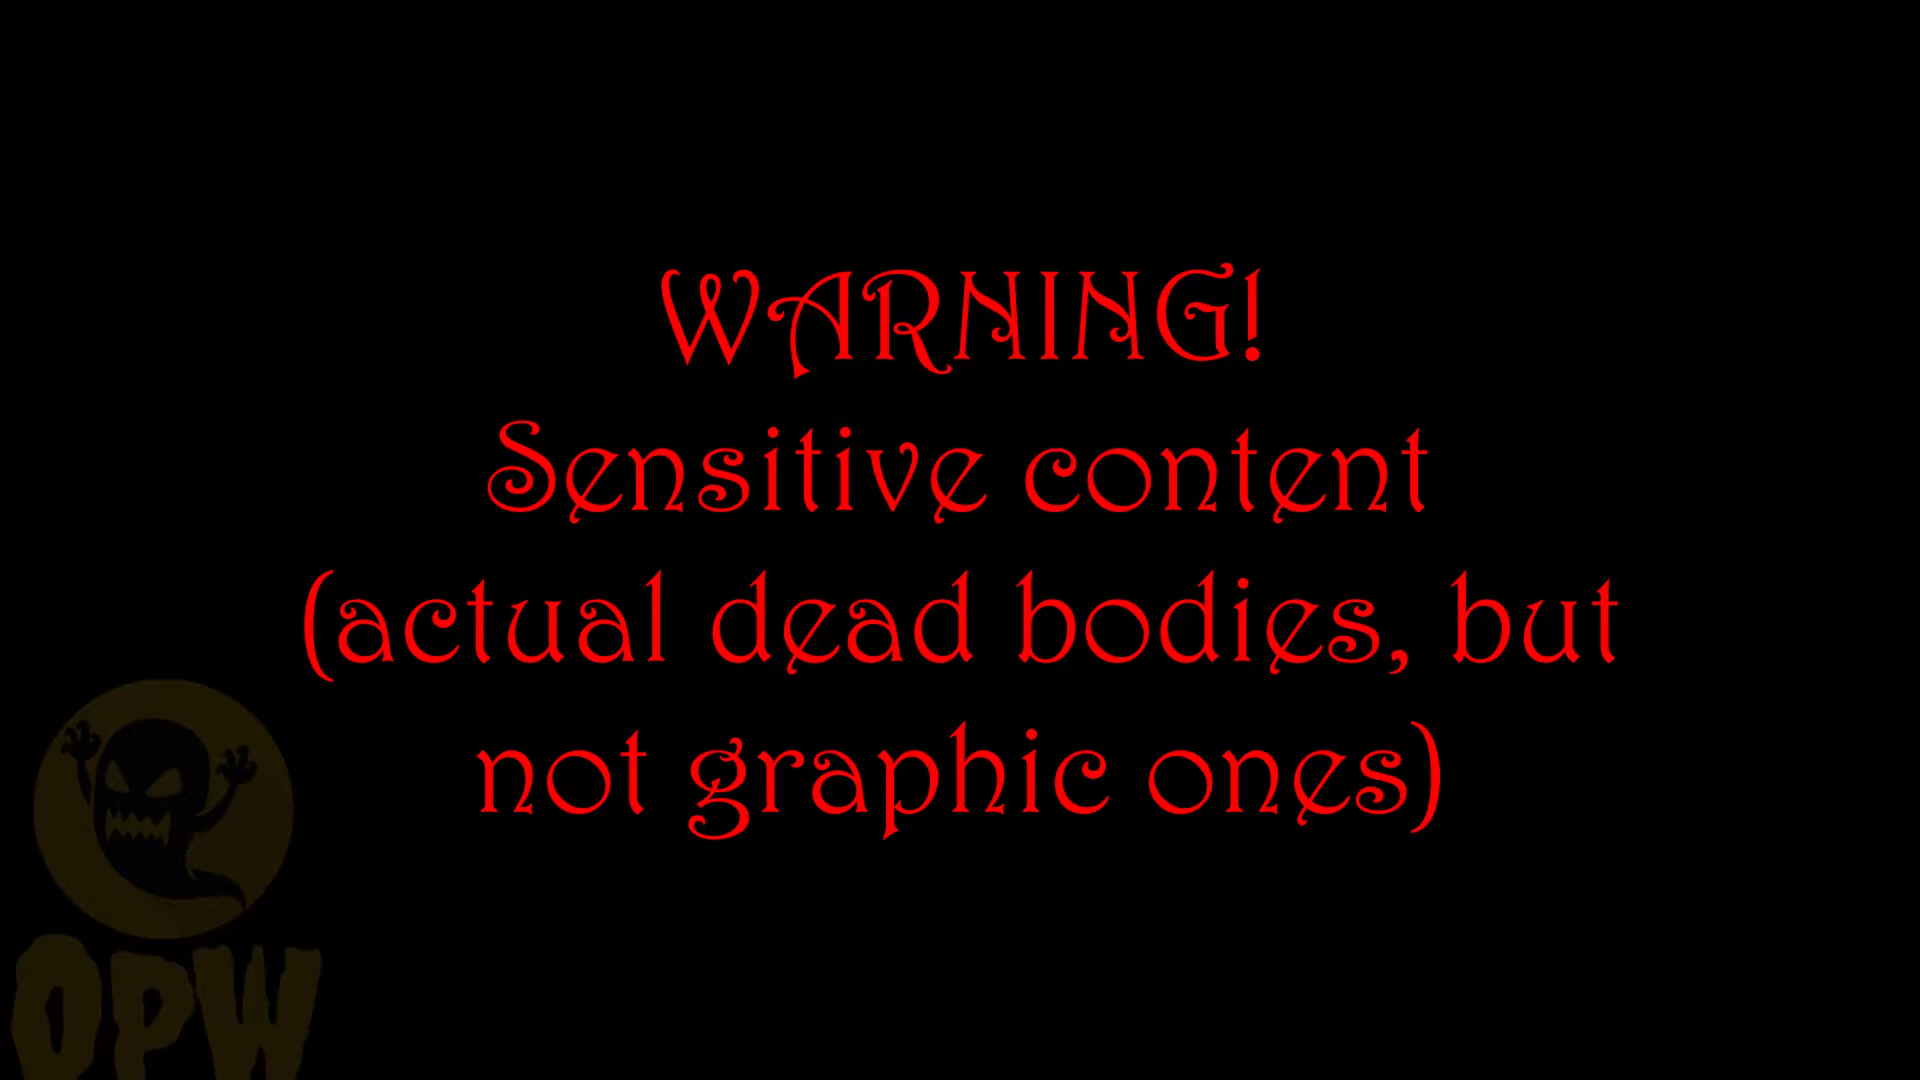 WARNING!
Sensitive content
(actual dead bodies, but
not graphic ones)
OPW